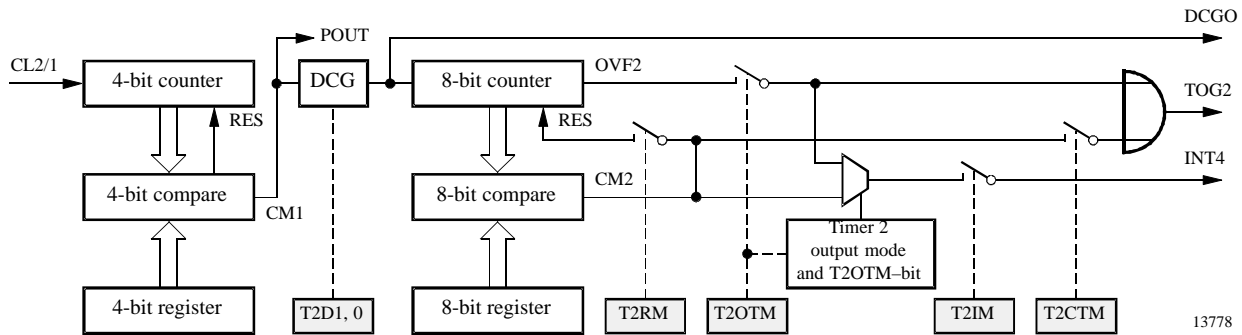 POUT
DCGO
CL2/1
4-bit counter
DCG
8-bit counter
OVF2
TOG2
RES
RES
INT4
4-bit compare
CM1
8-bit compare
CM2
Timer 2
output mode
and T2OTM–bit
4-bit register
T2D1, 0
8-bit register
T2RM
T2OTM
T2IM
T2CTM
13778